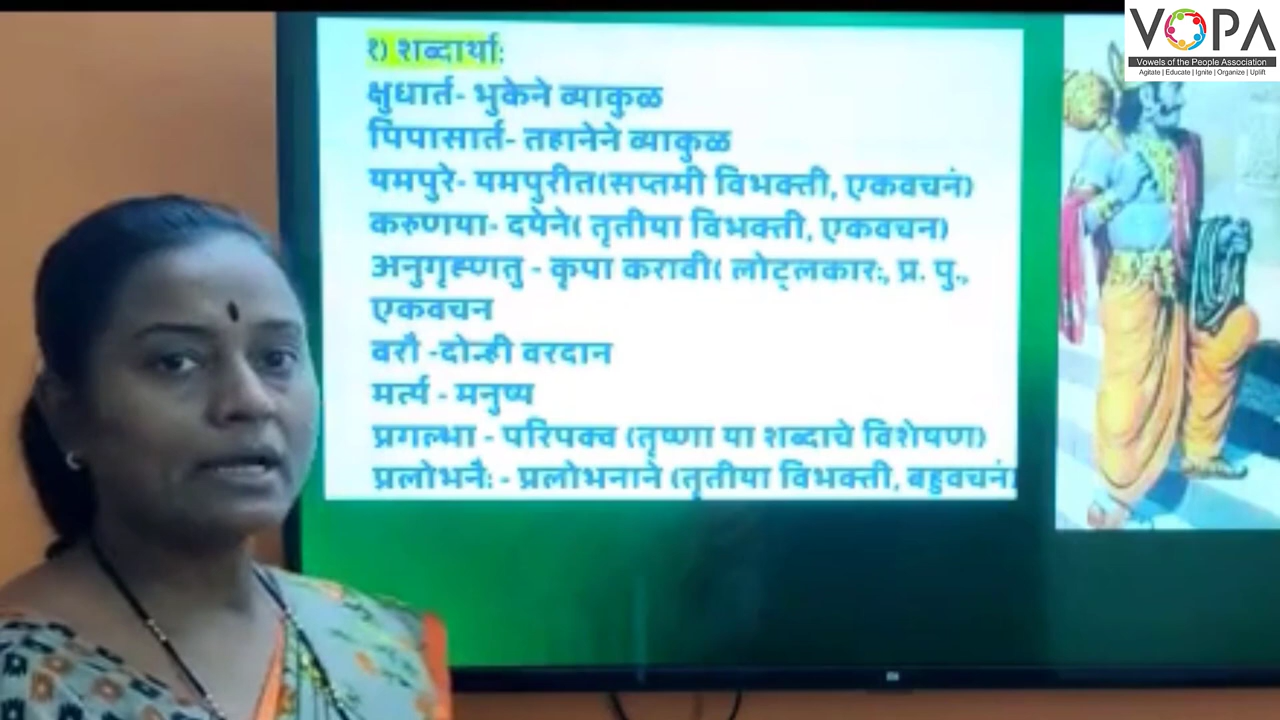 १) शब्दार्थाः
क्षुधार्त- भुकेने व्याकुळ
पिपासार्त- तहानेने व्याकुळ
यमपुरे- यमपुरीत(सप्तमी विभक्ती, एकवचनं)
करुणया- दयेने( तृतीया विभक्ती, एकवचन)
अनुगृह्णतु - कृपा करावी( लोट्लकारः, प्र. पु.,
एकवचन
वरौ -दोन्ही वरदान
मर्त्य - मनुष्य
प्रगल्भा - परिपक्व (तृष्णा या शब्दाचे विशेषण)
प्रलोभनैः - प्रलोभनाने (तृतीया विभक्ती, बहुवचनं)
VOPA
Vowels of the People Association
Agitate | Educate | Ignite | Organize | Uplift